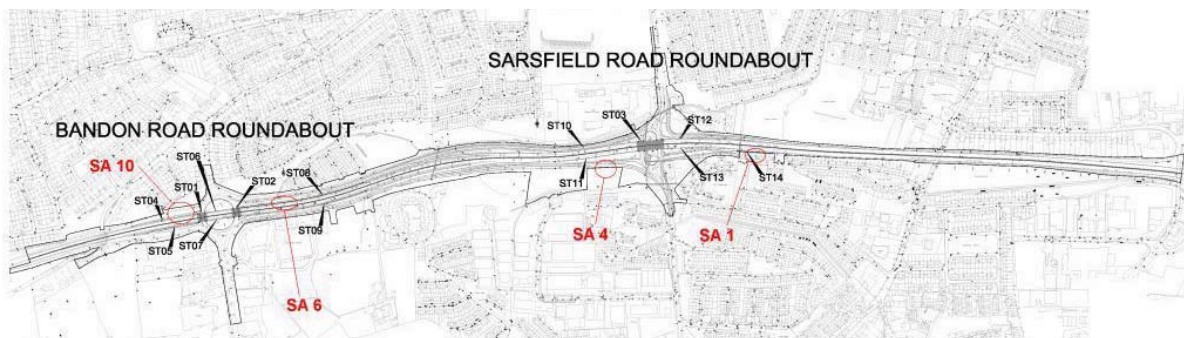 SARSFIELD ROAD ROUNDABOUT
BANDON ROAD ROUNDABOUT
ST10
ST03
ST12
SA 10
ST06
ST01
ST02
ST08
ST04
ST11
ST13
ST14
ST05
ST07
ST09
SA 4
SA 1
SA 6